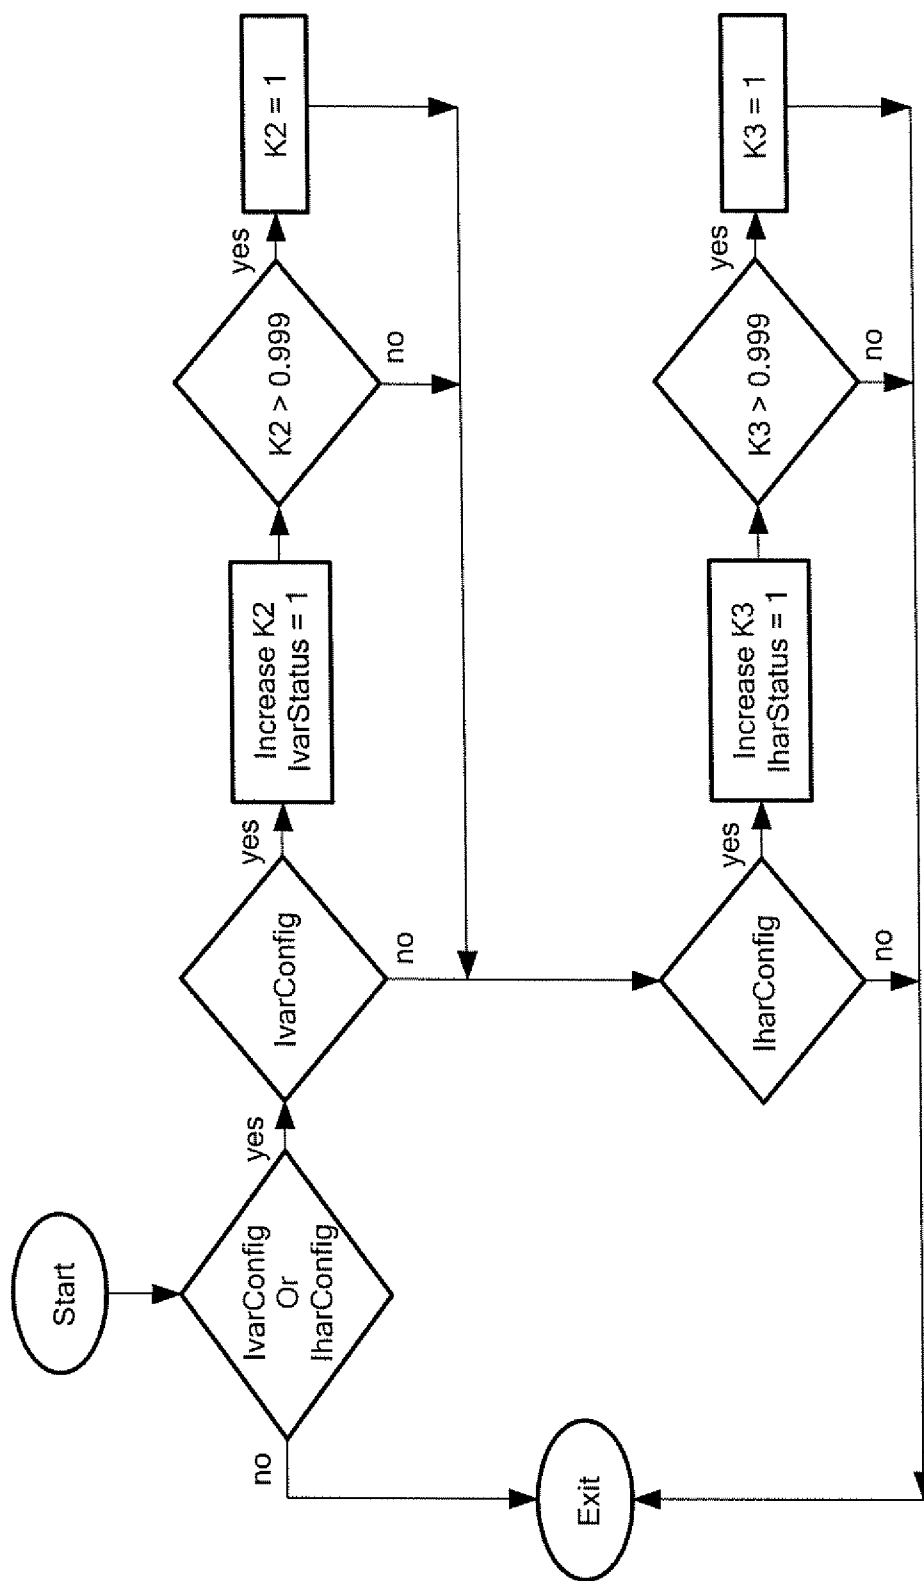 Start
IvarConfig
Or
IharConfig
no
yes
IvarConfig
yes
no
Increase K2
IvarStatus = 1
K2 > 0.999
yes
no
K2 = 1
IharConfig
yes
no
Increase K3
IharStatus = 1
K3 > 0.999
yes
no
K3 = 1
Exit